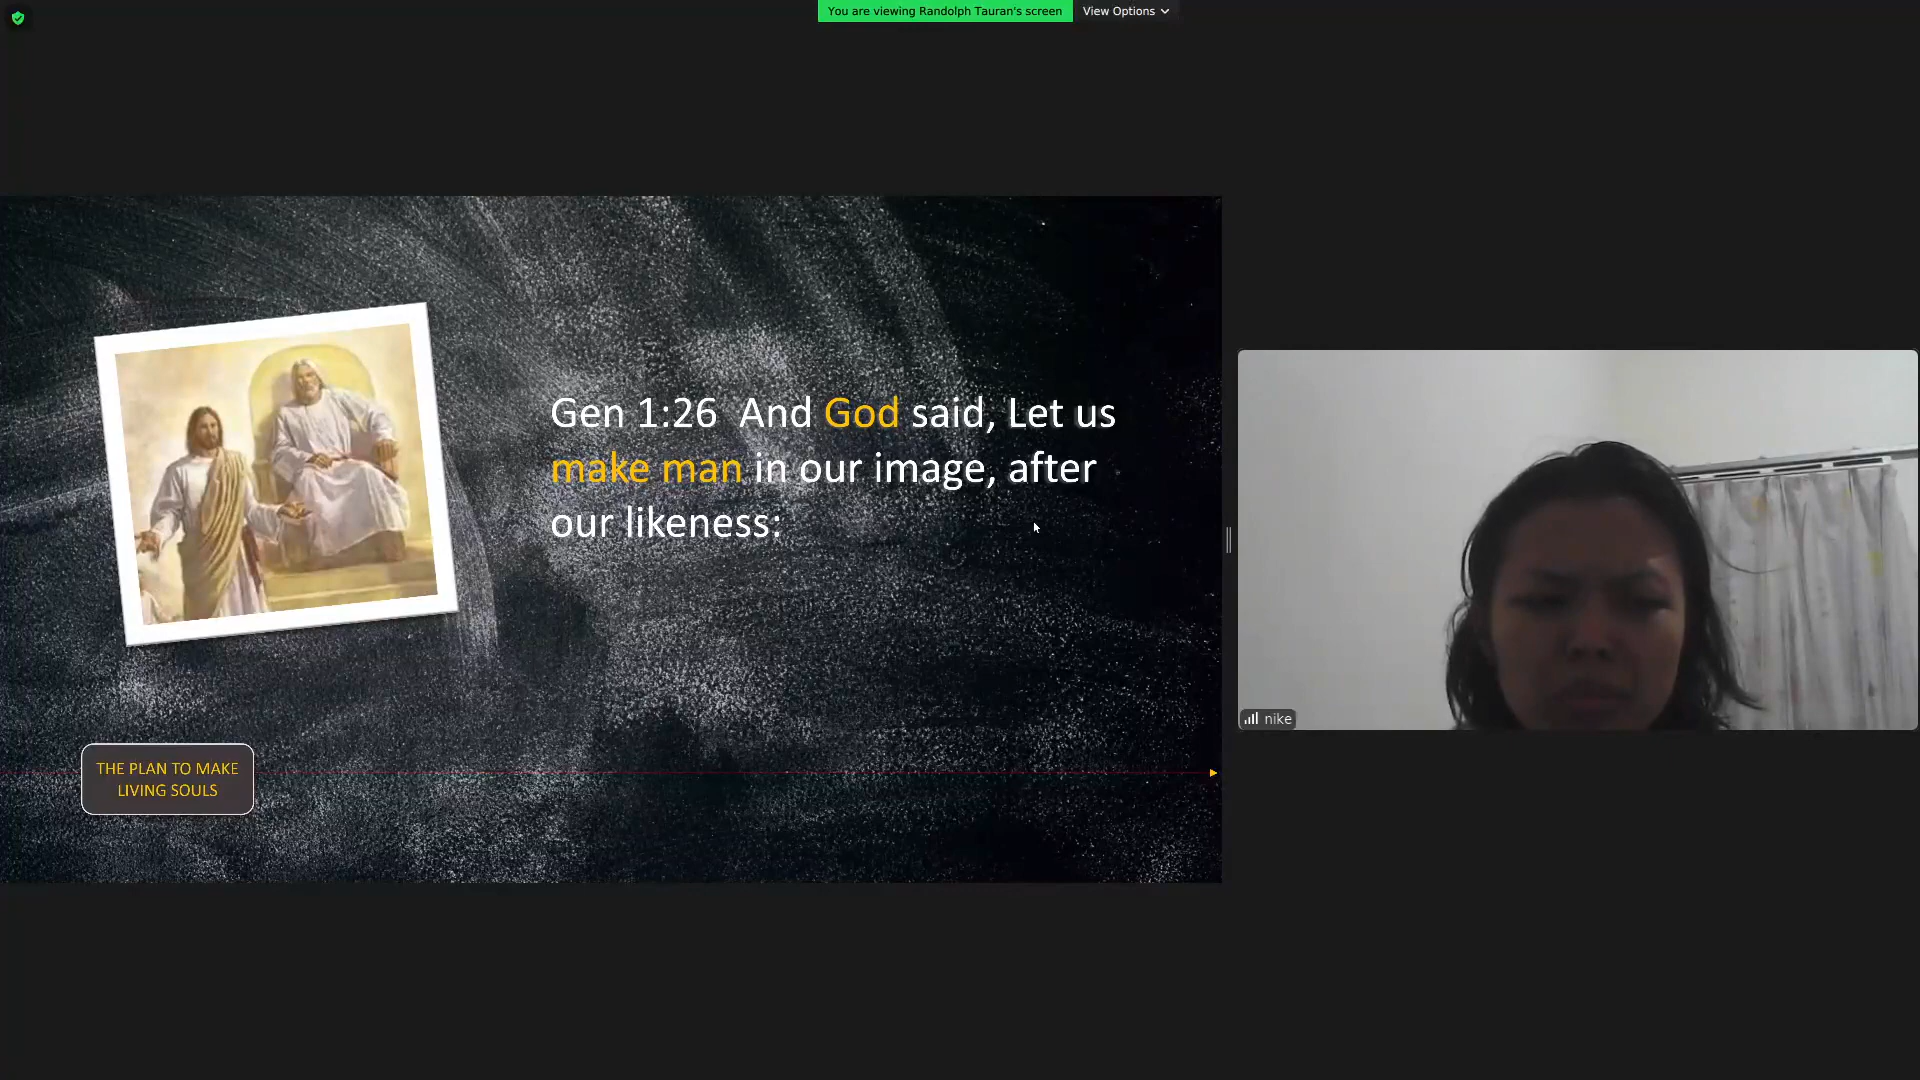 You are viewing Randolph Tauran's screen
View Options
Gen 1:26  And God said, Let us
make man in our image, after
our likeness:
THE PLAN TO MAKE
LIVING SOULS
nike